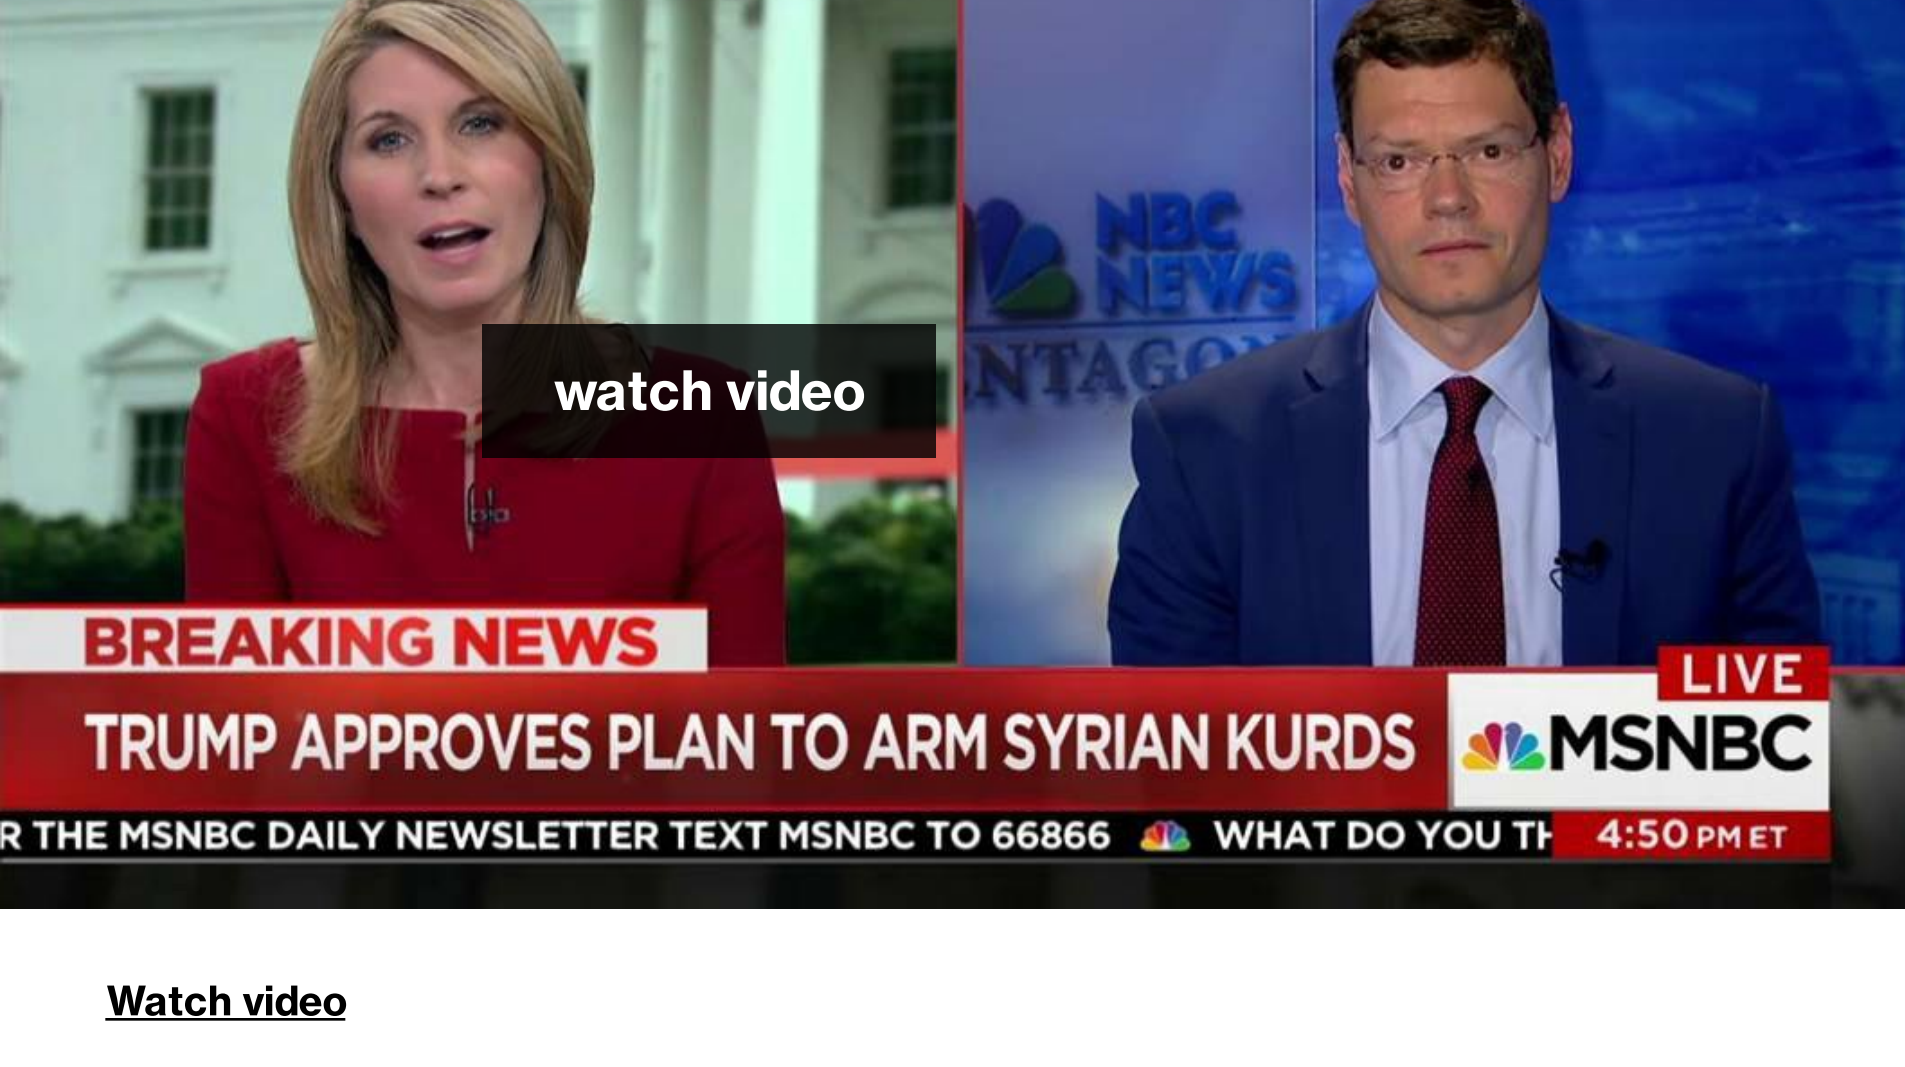 NBC
NEWS
NTAGON
watch video
BREAKING NEWS
LIVE
TRUMP APPROVES PLAN TO ARM SYRIAN KURDS
MSNBC
R THE MSNBC DAILY NEWSLETTER TEXT MSNBC TO 66866 WHAT DO YOU TH
4:50 PM ET
Watch video